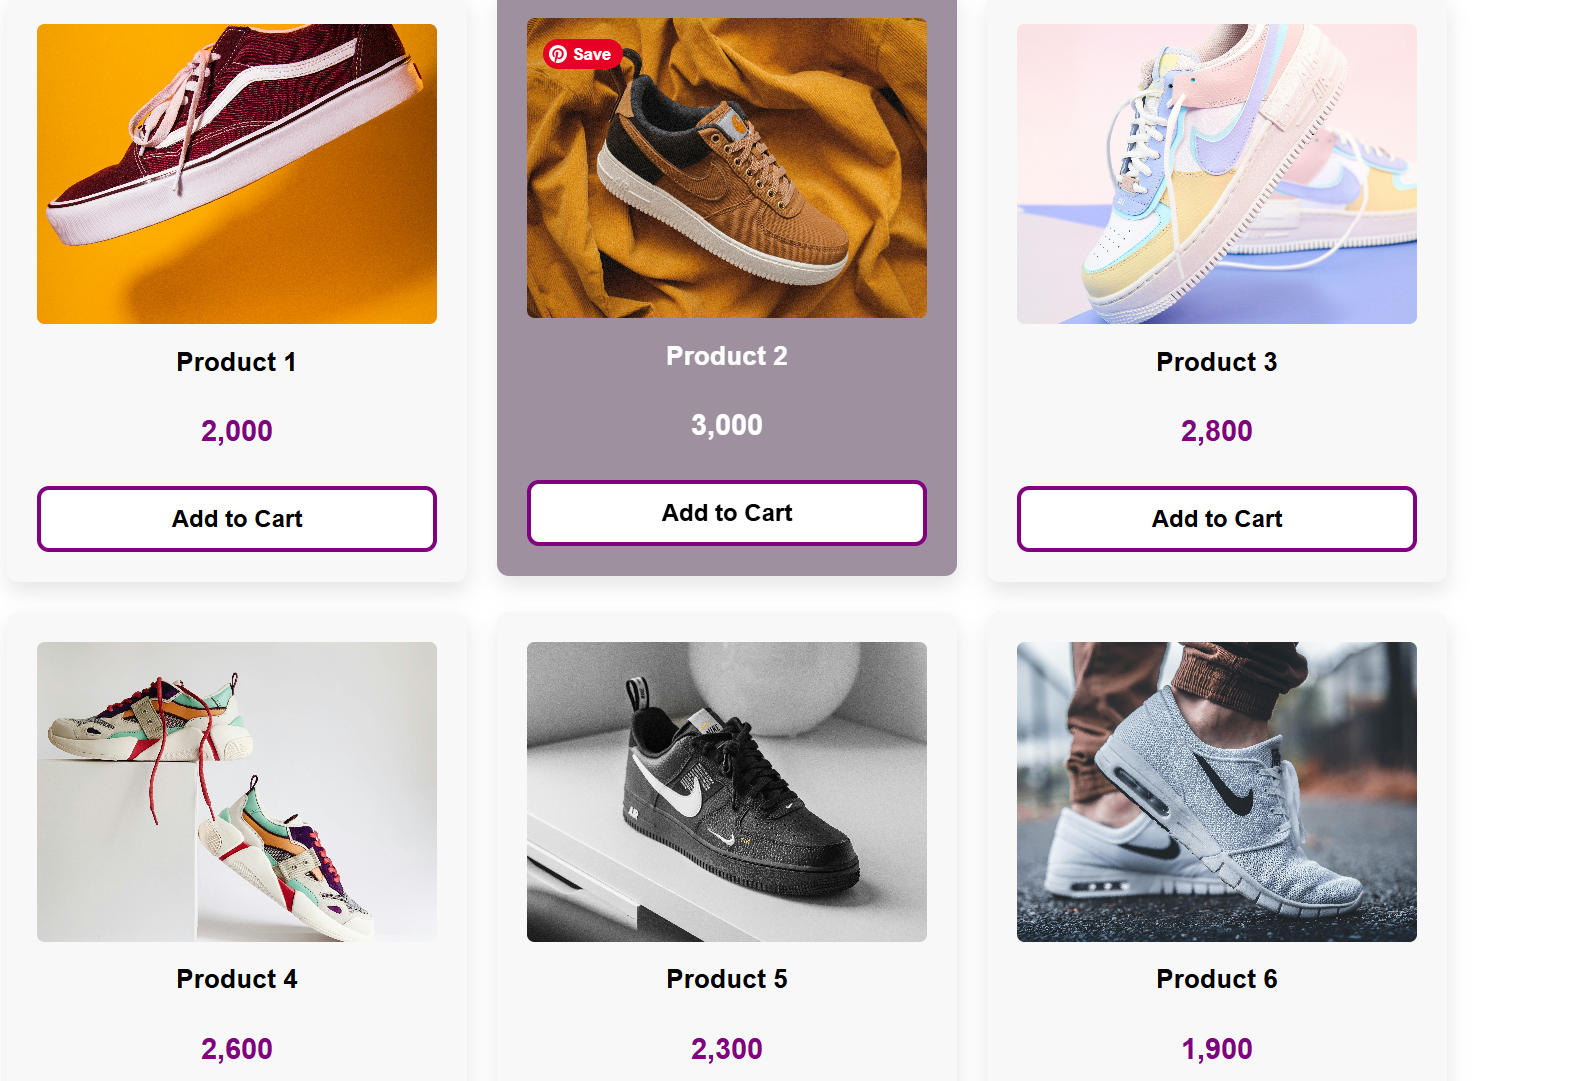 Save
Product 1
2,000
Add to Cart
Product 2
3,000
Add to Cart
Product 3
2,800
Add to Cart
Product 4
2,600
Product 5
2,300
AIR
Product 6
1,900